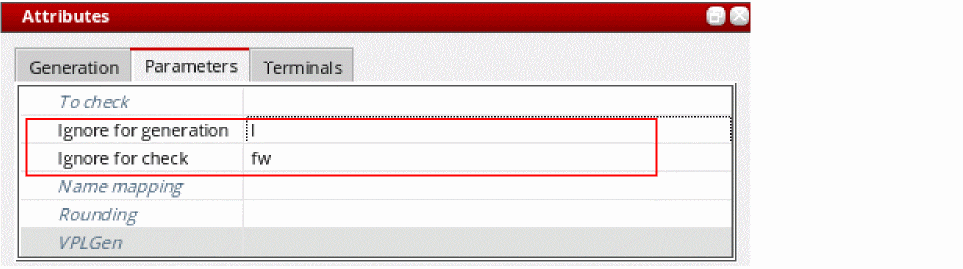 Attributes
Generation Parameters Terminals
To check
Ignore for generation l
Ignore for check fw
Name mapping
Rounding
VPLGen